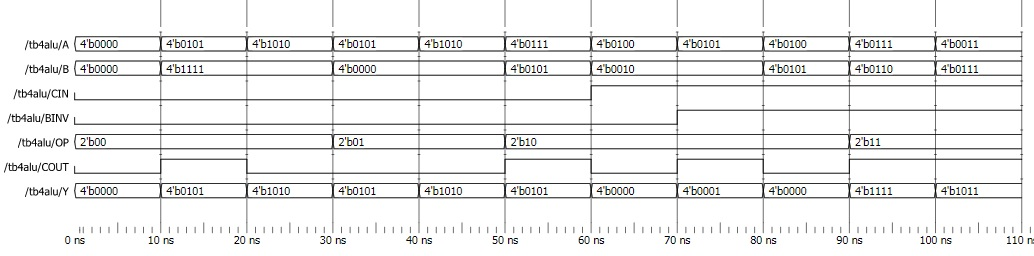 /tb4alu/A 4'b0000 4'b0101 4'b1010 4'b0101 4'b1010 4'b0111 4'b0100 4'b0101 4'b0100 4'b0111 4'b0011
/tb4alu/B 4'b0000 4'b1111 4'b0000 4'b0101 4'b0010 4'b0101 4'b0110 4'b0111
/tb4alu/CIN
/tb4alu/BINV
/tb4alu/OP 2'b00 2'b01 2'b10 2'b11
/tb4alu/COUT
/tb4alu/Y 4'b0000 4'b0101 4'b1010 4'b0101 4'b1010 4'b0101 4'b0000 4'b0001 4'b0000 4'b1111 4'b1011
0 ns 10 ns 20 ns 30 ns 40 ns 50 ns 60 ns 70 ns 80 ns 90 ns 100 ns 110 n